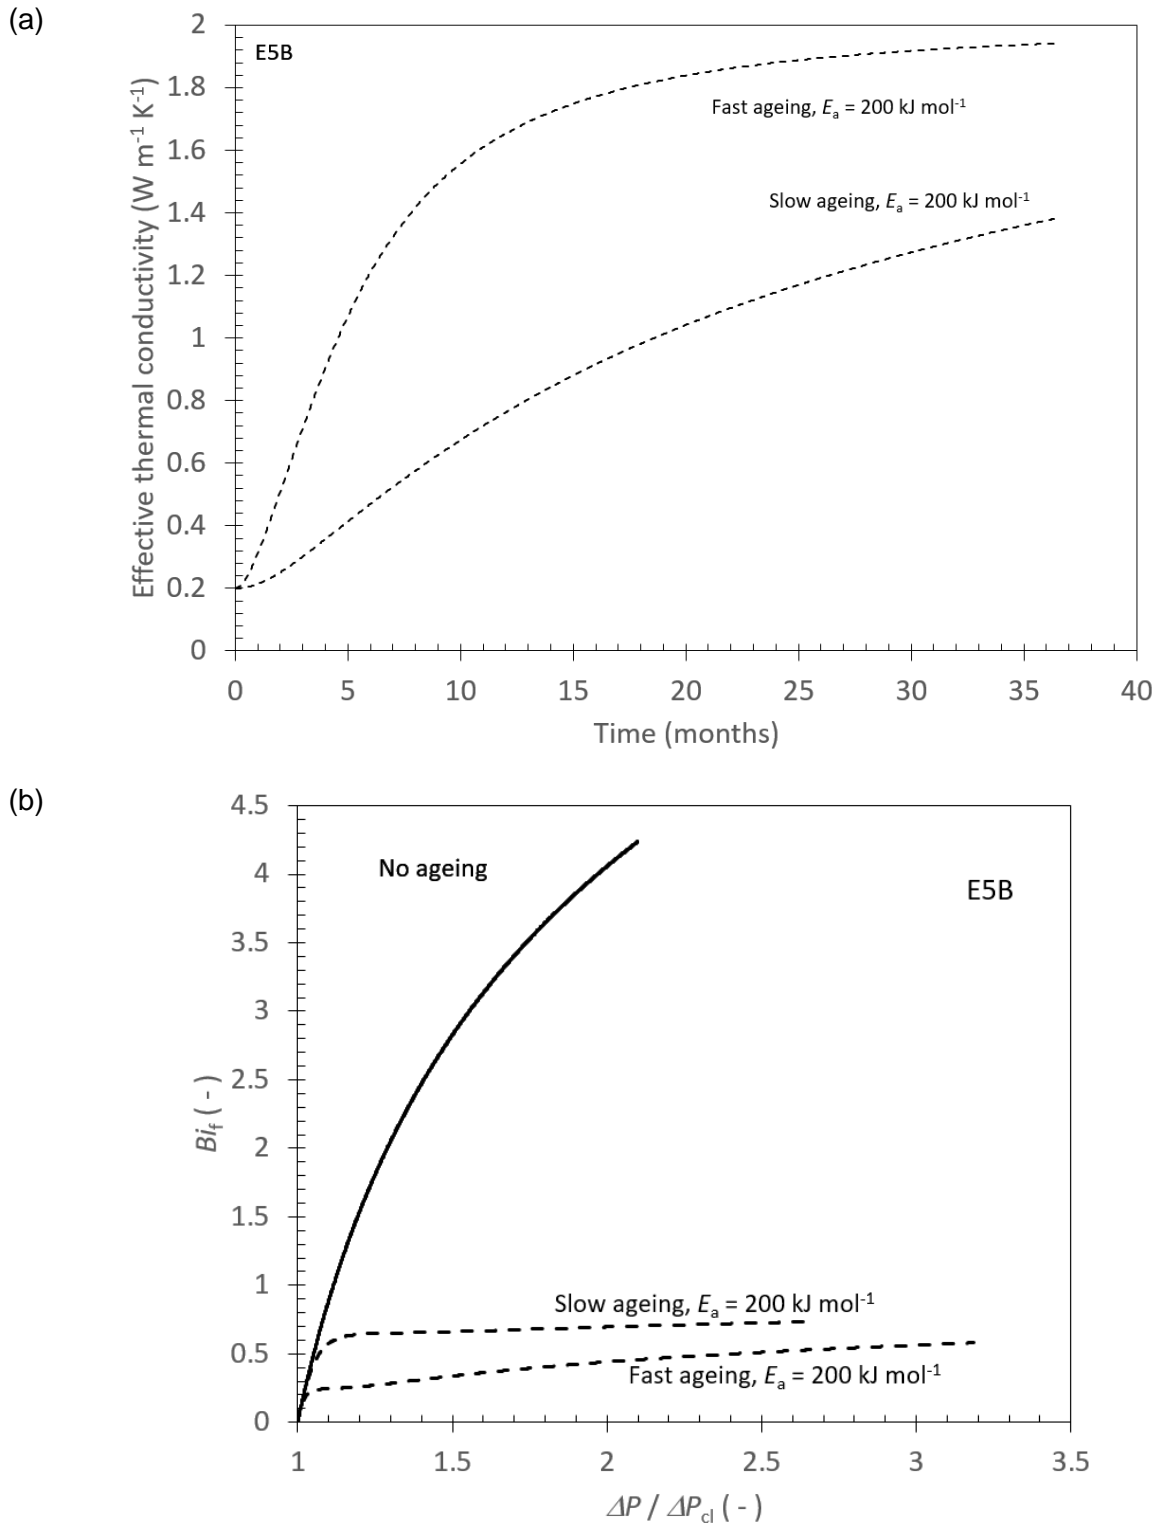 (a)
2
1.8
1.6
1.4
1.2
1
0.8
0.6
0.4
0.2
0
Effective thermal conductivity (W m⁻¹ K⁻¹)
E5B
Fast ageing, Eₐ = 200 kJ mol⁻¹
Slow ageing, Eₐ = 200 kJ mol⁻¹
0 5 10 15 20 25 30 35 40
Time (months)
(b)
4.5
4
3.5
3
2.5
2
1.5
1
0.5
0
Bi_f ( - )
No ageing
E5B
Slow ageing, Eₐ = 200 kJ mol⁻¹
Fast ageing, Eₐ = 200 kJ mol⁻¹
1 1.5 2 2.5 3 3.5
ΔP / ΔP_cl ( - )